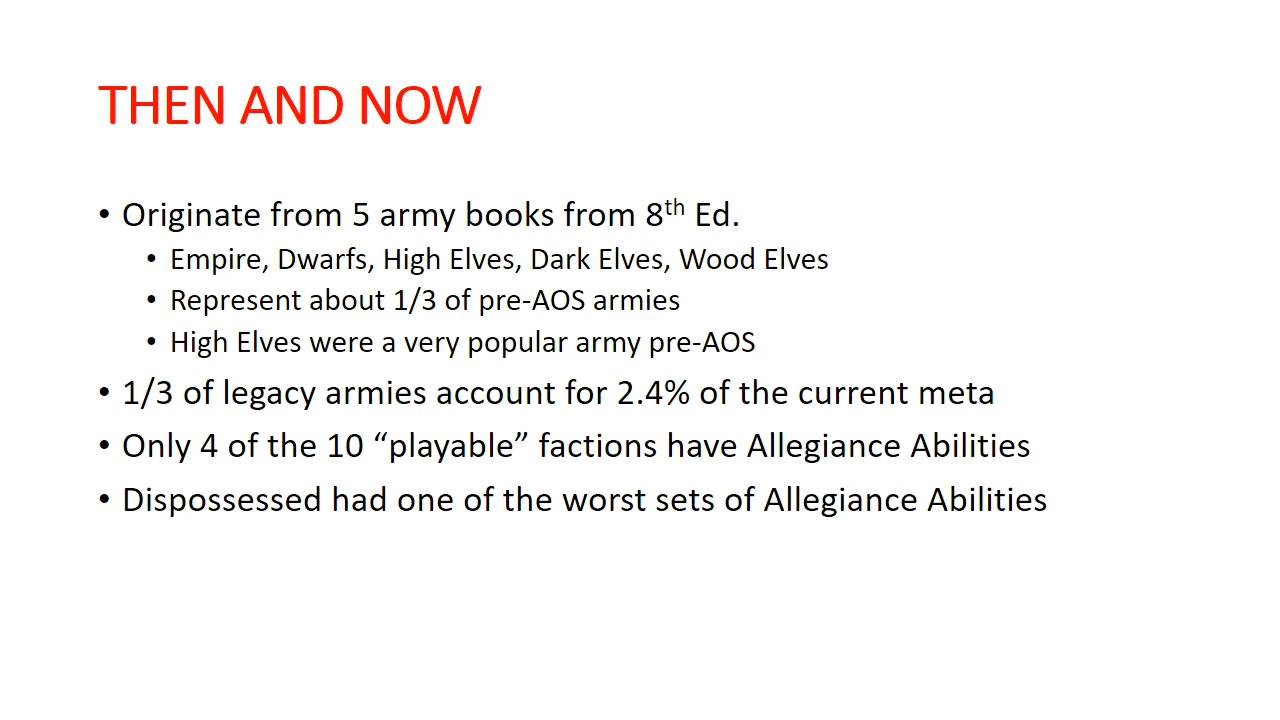 THEN AND NOW
• Originate from 5 army books from 8th Ed.
• Empire, Dwarfs, High Elves, Dark Elves, Wood Elves
• Represent about 1/3 of pre-AOS armies
• High Elves were a very popular army pre-AOS
• 1/3 of legacy armies account for 2.4% of the current meta
• Only 4 of the 10 “playable” factions have Allegiance Abilities
• Dispossessed had one of the worst sets of Allegiance Abilities